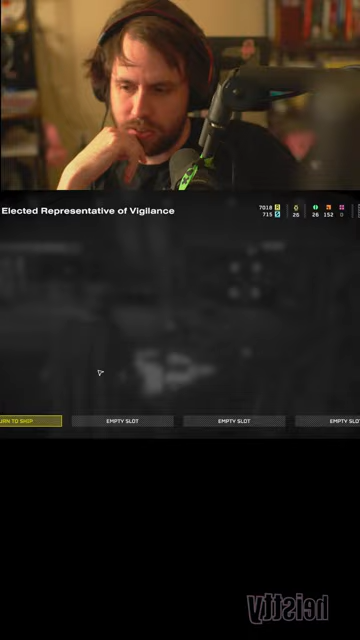 Elected Representative of Vigilance
7018
715
26
26 152 0
URN TO SHIP
EMPTY SLOT
EMPTY SLOT
EMPTY SLOT
heistty